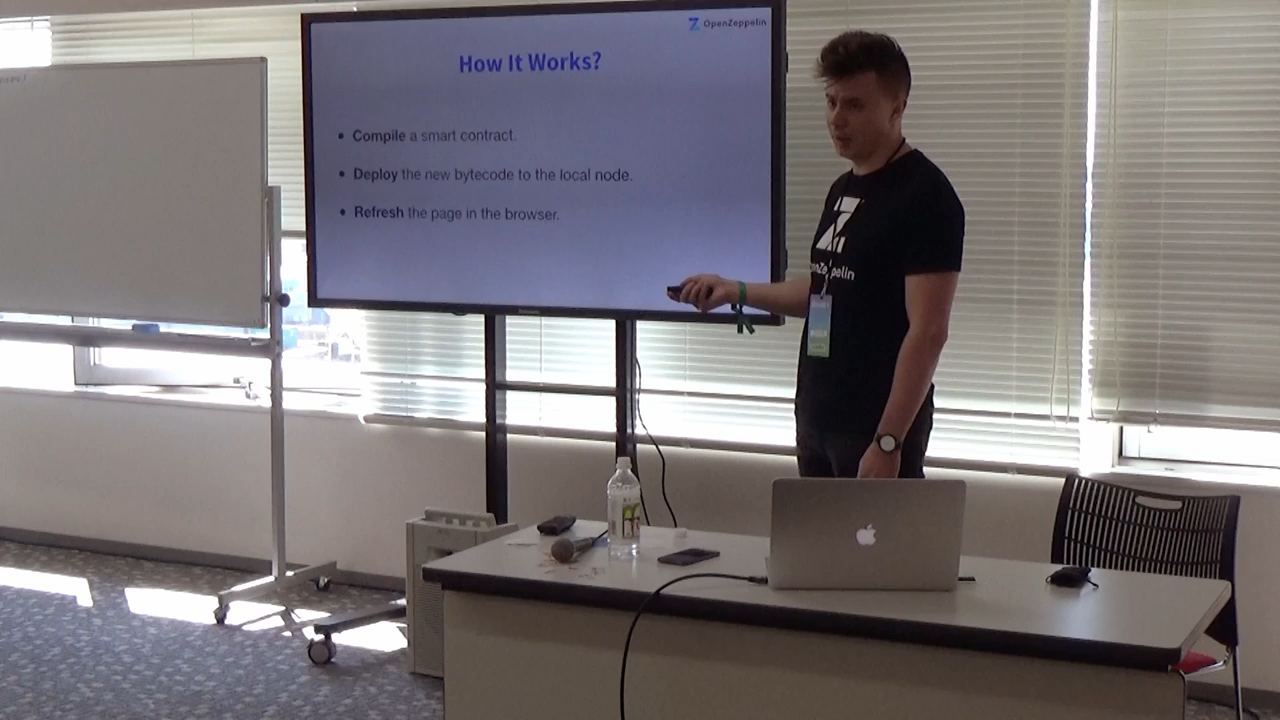 OpenZeppelin
How It Works?
• Compile a smart contract.
• Deploy the new bytecode to the local node.
• Refresh the page in the browser.